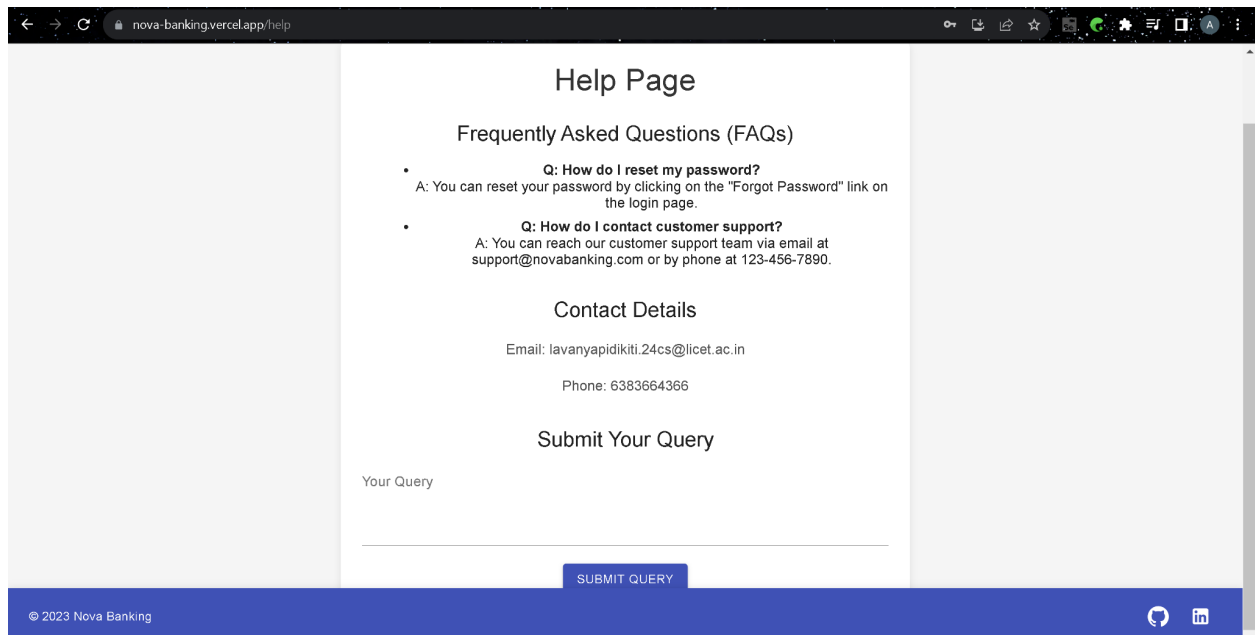 nova-banking.vercel.app/help
A
Help Page
Frequently Asked Questions (FAQs)
• Q: How do I reset my password?
A: You can reset your password by clicking on the "Forgot Password" link on
the login page.
• Q: How do I contact customer support?
A: You can reach our customer support team via email at
support@novabanking.com or by phone at 123-456-7890.
Contact Details
Email: lavanyapidikiti.24cs@licet.ac.in
Phone: 6383664366
Submit Your Query
Your Query
SUBMIT QUERY
© 2023 Nova Banking
in